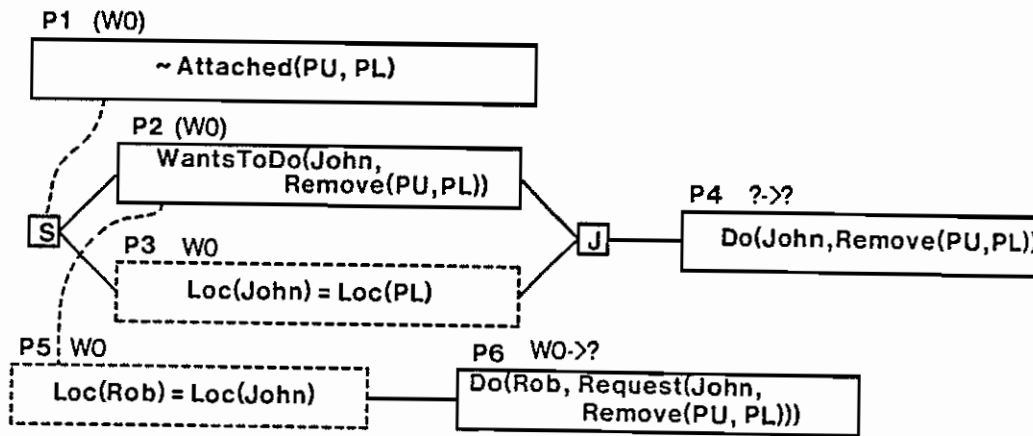 P1 (W0)
~ Attached(PU, PL)
P2 (W0)
WantsToDo(John,
Remove(PU,PL))
S
J
P4 ?->?
Do(John,Remove(PU,PL))
P3 W0
Loc(John) = Loc(PL)
P5 W0
Loc(Rob) = Loc(John)
P6 W0->?
Do(Rob, Request(John,
Remove(PU, PL)))